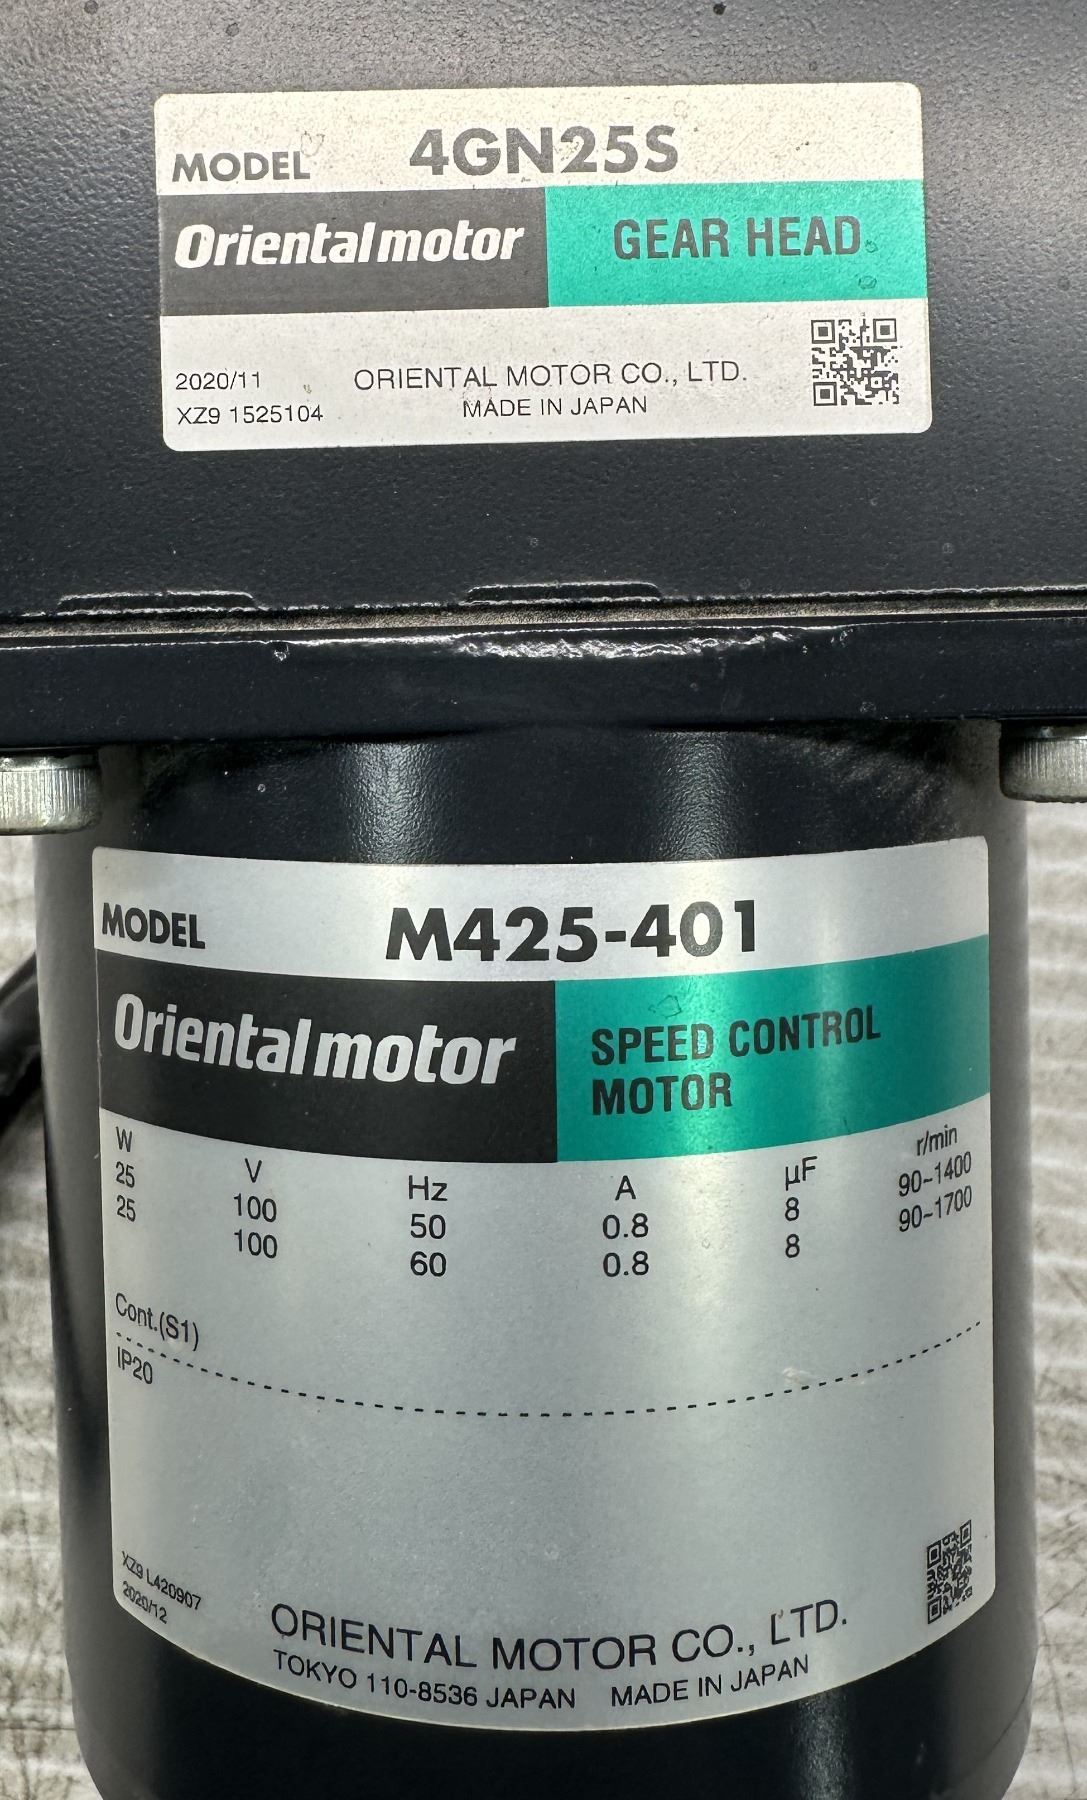 MODEL 4GN25S
Orientalmotor GEAR HEAD
2020/11 ORIENTAL MOTOR CO., LTD.
XZ9 1525104 MADE IN JAPAN
MODEL M425-401
Orientalmotor SPEED CONTROL
MOTOR
W V Hz A µF r/min
25 100 50 0.8 8 90~1400
25 100 60 0.8 8 90~1700
Cont.(S1)
IP20
XZ9 L420907
2020/12
ORIENTAL MOTOR CO., LTD.
TOKYO 110-8536 JAPAN MADE IN JAPAN